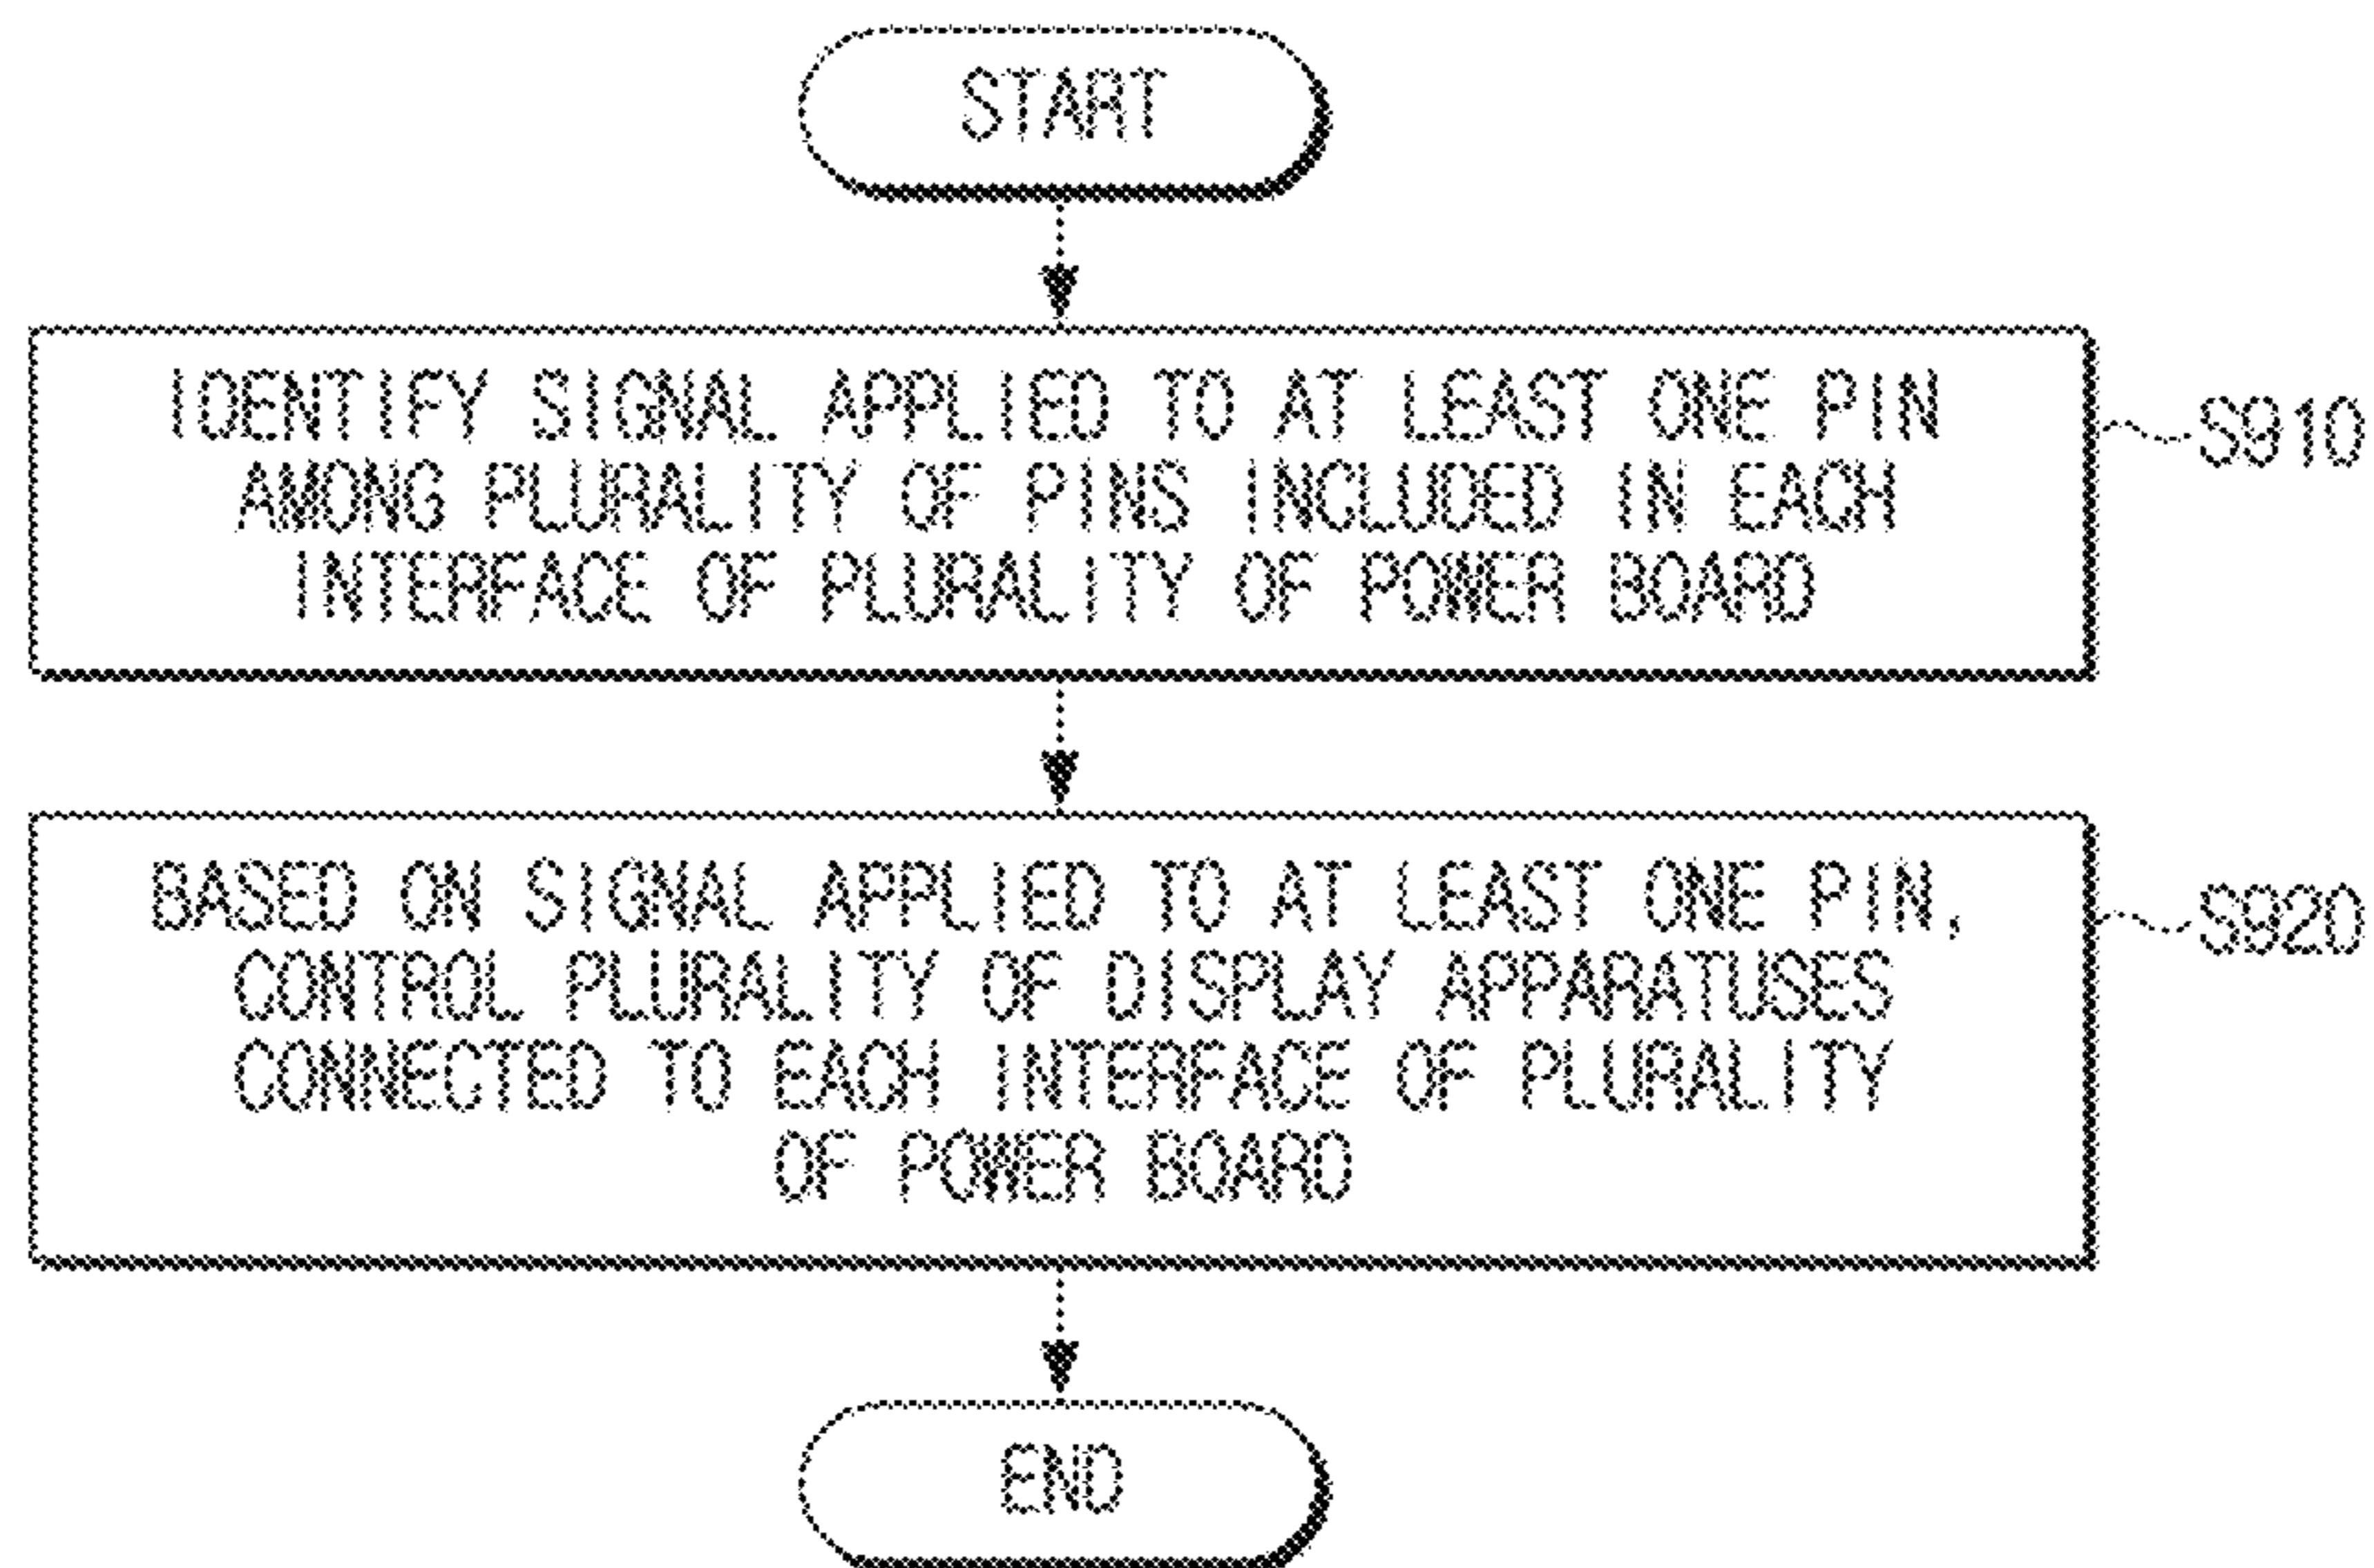 START
IDENTIFY SIGNAL APPLIED TO AT LEAST ONE PIN
AMONG PLURALITY OF PINS INCLUDED IN EACH
INTERFACE OF PLURALITY OF POWER BOARD
S910
BASED ON SIGNAL APPLIED TO AT LEAST ONE PIN,
CONTROL PLURALITY OF DISPLAY APPARATUSES
CONNECTED TO EACH INTERFACE OF PLURALITY
OF POWER BOARD
S920
END